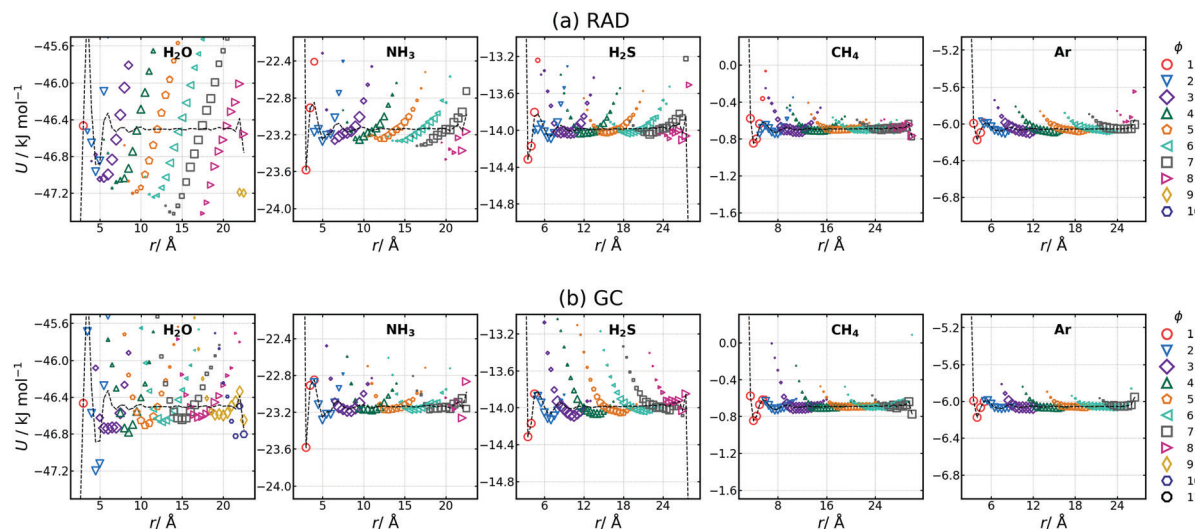 (a) RAD
H₂O
NH₃
H₂S
CH₄
Ar
U / kJ mol⁻¹
−45.6
−46.0
−46.4
−46.8
−47.2
5 10 15 20
r/ Å
−22.4
−22.8
−23.2
−23.6
−24.0
5 10 15 20
r/ Å
−13.2
−13.6
−14.0
−14.4
−14.8
6 12 18 24
r/ Å
0.0
−0.4
−0.8
−1.2
−1.6
8 16 24
r/ Å
−5.2
−5.6
−6.0
−6.4
−6.8
6 12 18 24
r/ Å
ϕ
1
2
3
4
5
6
7
8
9
10
(b) GC
H₂O
NH₃
H₂S
CH₄
Ar
U / kJ mol⁻¹
−45.6
−46.0
−46.4
−46.8
−47.2
5 10 15 20
r/ Å
−22.4
−22.8
−23.2
−23.6
−24.0
5 10 15 20
r/ Å
−13.2
−13.6
−14.0
−14.4
−14.8
6 12 18 24
r/ Å
0.0
−0.4
−0.8
−1.2
−1.6
8 16 24
r/ Å
−5.2
−5.6
−6.0
−6.4
−6.8
6 12 18 24
r/ Å
ϕ
1
2
3
4
5
6
7
8
9